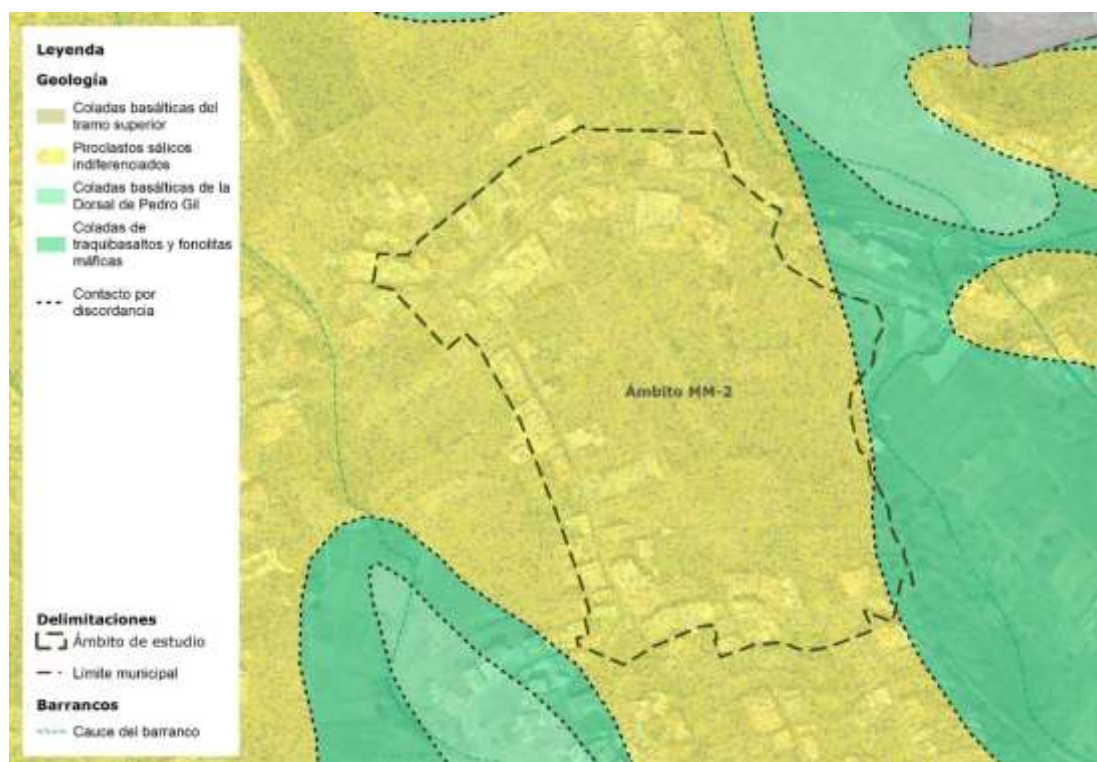 Leyenda
Geología
Coladas basálticas del
tramo superior
Piroclastos sálicos
indiferenciados
Coladas basálticas de la
Dorsal de Pedro Gil
Coladas de
traquibasaltos y fonolitas
máficas
Contacto por
discordancia
Delimitaciones
Ámbito de estudio
Límite municipal
Barrancos
Cauce del barranco
Ámbito MM-2